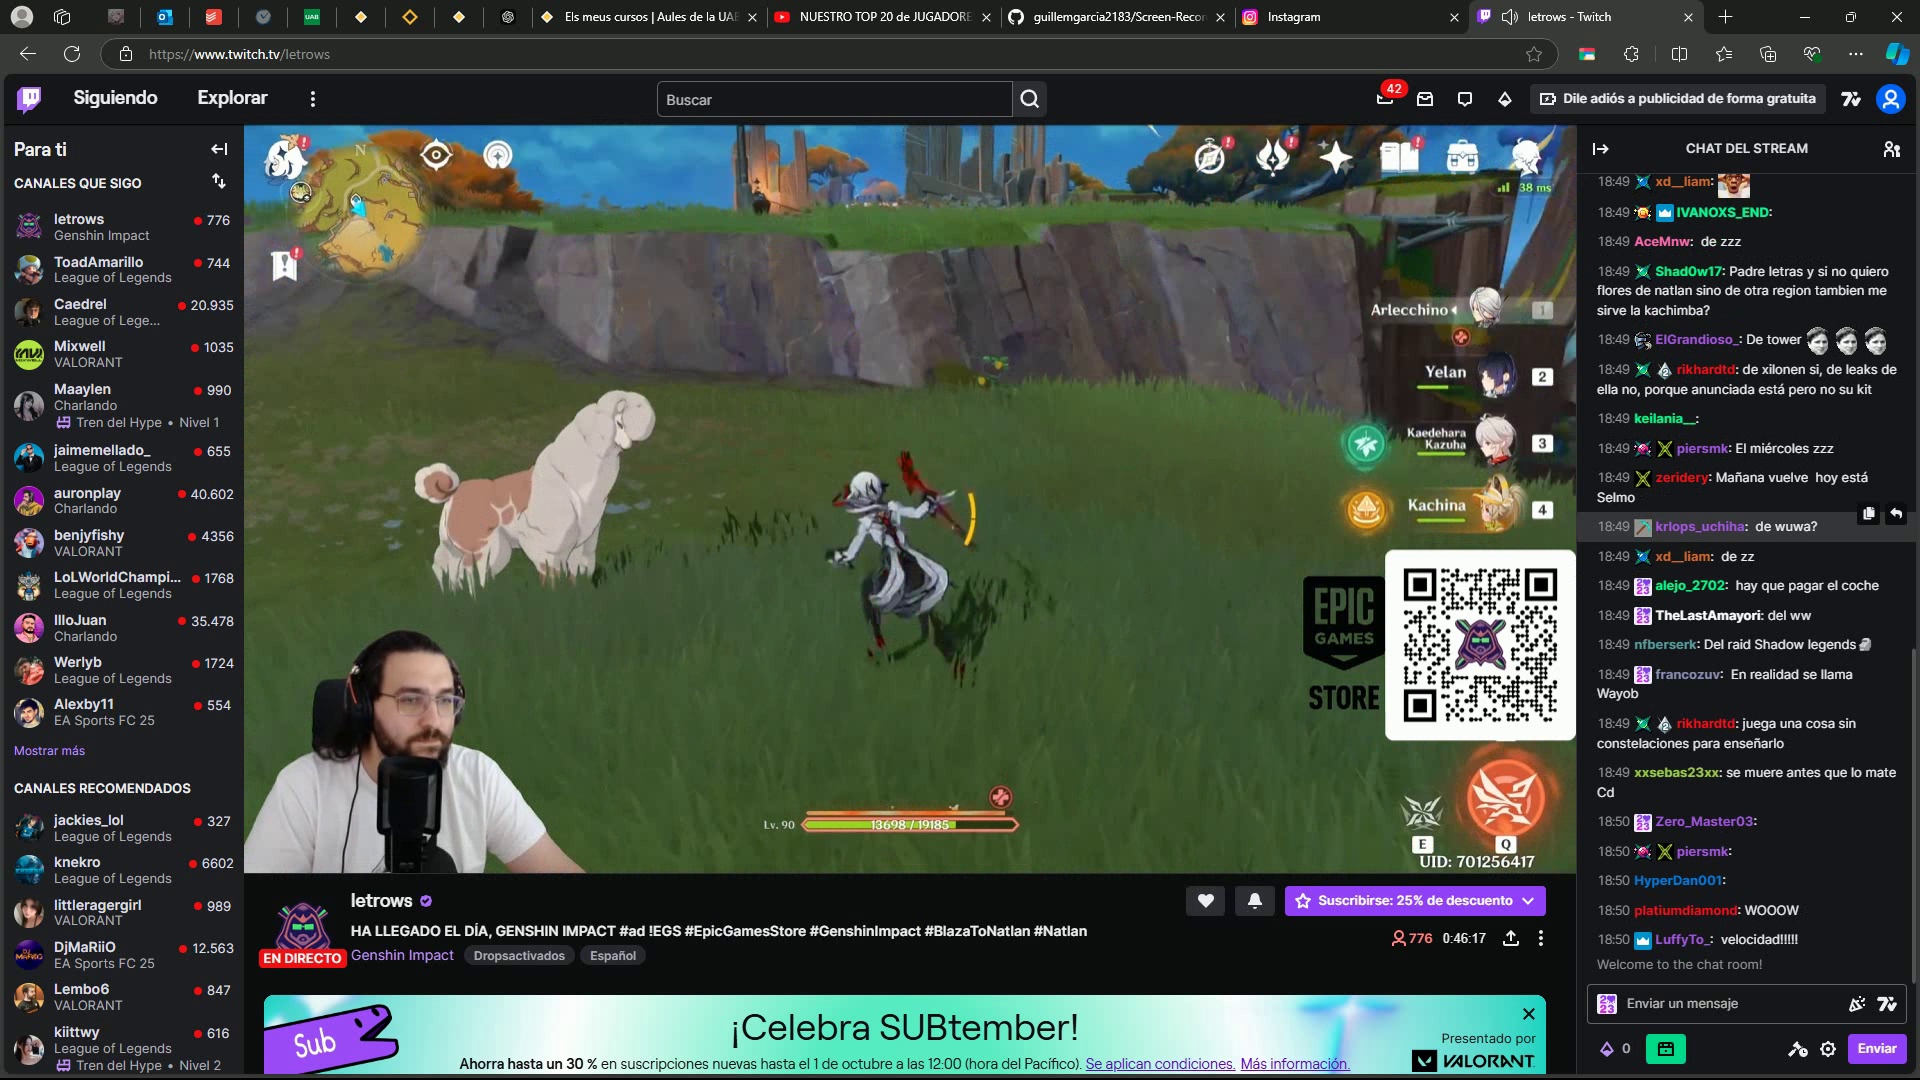 Els meus cursos | Aules de la UAB
NUESTRO TOP 20 de JUGADORE
guillemgarcia2183/Screen-Recor
Instagram
letrows - Twitch
https://www.twitch.tv/letrows
Siguiendo
Explorar
Buscar
42
Dile adiós a publicidad de forma gratuita
Para ti
CANALES QUE SIGO
letrows
776
Genshin Impact
ToadAmarillo
744
League of Legends
Caedrel
20.935
League of Lege...
Mixwell
1035
VALORANT
Maaylen
990
Charlando
Tren del Hype • Nivel 1
jaimemellado_
655
League of Legends
auronplay
40.602
Charlando
benjyfishy
4356
VALORANT
LoLWorldChampi...
1768
League of Legends
IlloJuan
35.478
Charlando
Werlyb
1724
League of Legends
Alexby11
554
EA Sports FC 25
Mostrar más
CANALES RECOMENDADOS
jackies_lol
327
League of Legends
knekro
6602
League of Legends
littleragergirl
989
VALORANT
DjMaRiiO
12.563
EA Sports FC 25
Lembo6
847
VALORANT
kiittwy
616
League of Legends
Tren del Hype • Nivel 2
N
38 ms
Arlecchino
1
Yelan
2
Kaedehara
Kazuha
3
Kachina
4
EPIC
GAMES
STORE
Lv. 90
13698 / 19185
E
Q
UID: 701256417
letrows
Suscribirse: 25% de descuento
HA LLEGADO EL DÍA, GENSHIN IMPACT #ad !EGS #EpicGamesStore #GenshinImpact #BlazaToNatlan #Natlan
776
0:46:17
EN DIRECTO
Genshin Impact
Dropsactivados
Español
Sub
¡Celebra SUBtember!
Ahorra hasta un 30 % en suscripciones nuevas hasta el 1 de octubre a las 12:00 (hora del Pacífico). Se aplican condiciones. Más información.
Presentado por
VALORANT
CHAT DEL STREAM
18:49 xd__liam:
18:49 IVANOXS_END:
18:49 AceMnw: de zzz
18:49 Shad0w17: Padre letras y si no quiero
flores de natlan sino de otra region tambien me
sirve la kachimba?
18:49 ElGrandioso_: De tower
18:49 rikhardtd: de xilonen si, de leaks de
ella no, porque anunciada está pero no su kit
18:49 keilania__:
18:49 piersmk: El miércoles zzz
18:49 zeridery: Mañana vuelve hoy está
Selmo
18:49 krlops_uchiha: de wuwa?
18:49 xd__liam: de zz
18:49 alejo_2702: hay que pagar el coche
18:49 TheLastAmayori: del ww
18:49 nfberserk: Del raid Shadow legends
18:49 francozuv: En realidad se llama
Wayob
18:49 rikhardtd: juega una cosa sin
constelaciones para enseñarlo
18:49 xxsebas23xx: se muere antes que lo mate
Cd
18:50 Zero_Master03:
18:50 piersmk:
18:50 HyperDan001:
18:50 platiumdiamond: WOOOW
18:50 LuffyTo_: velocidad!!!!!
Welcome to the chat room!
Enviar un mensaje
0
Enviar